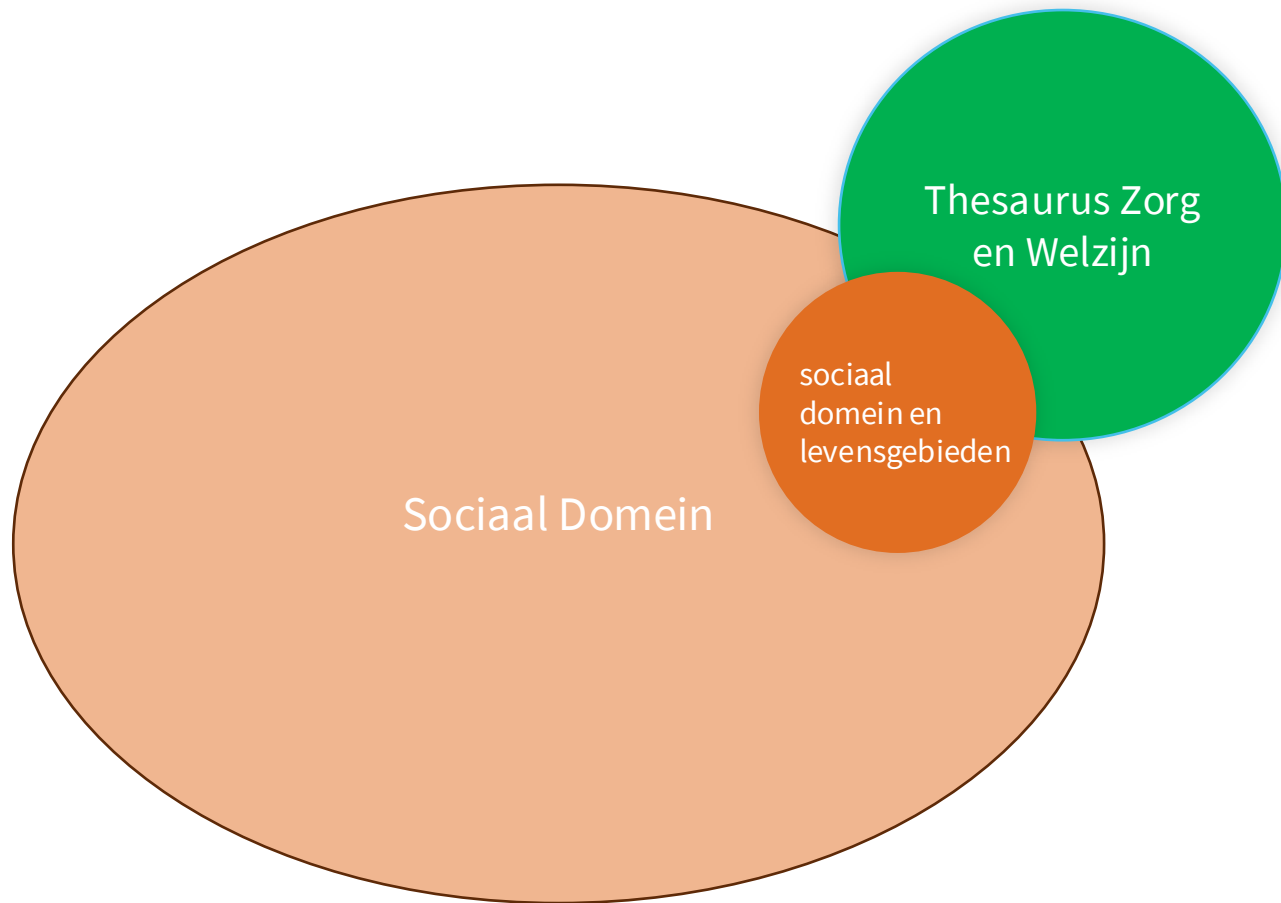 Thesaurus Zorg
en Welzijn
sociaal
domein en
levensgebieden
Sociaal Domein